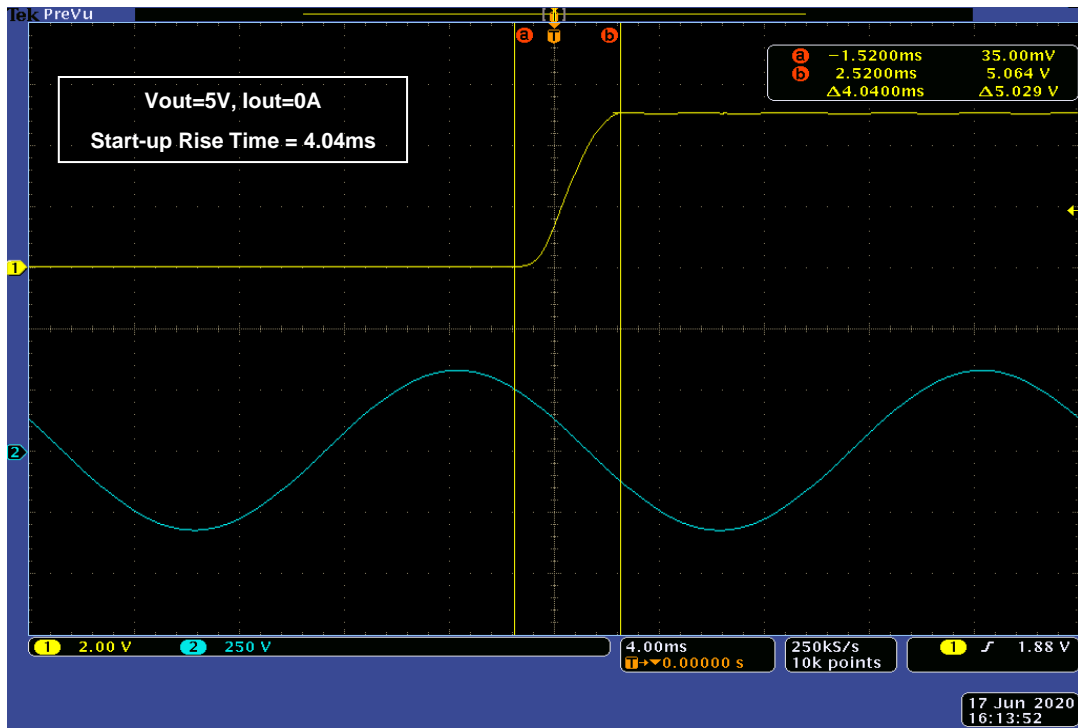 Tek PreVu
T
a b
T
a -1.5200ms 35.00mV
b 2.5200ms 5.064 V
Δ4.0400ms Δ5.029 V
Vout=5V, Iout=0A
Start-up Rise Time = 4.04ms
1
2
1 2.00 V 2 250 V
4.00ms
T→▼0.00000 s
250kS/s
10k points
1 1.88 V
17 Jun 2020
16:13:52